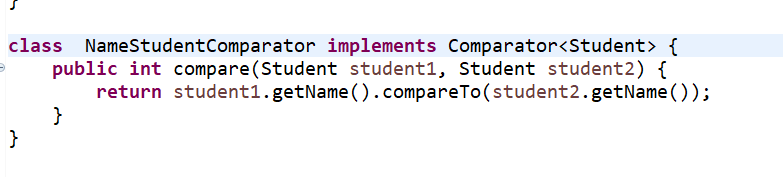 }
class  NameStudentComparator implements Comparator<Student> {
    public int compare(Student student1, Student student2) {
        return student1.getName().compareTo(student2.getName());
    }
}